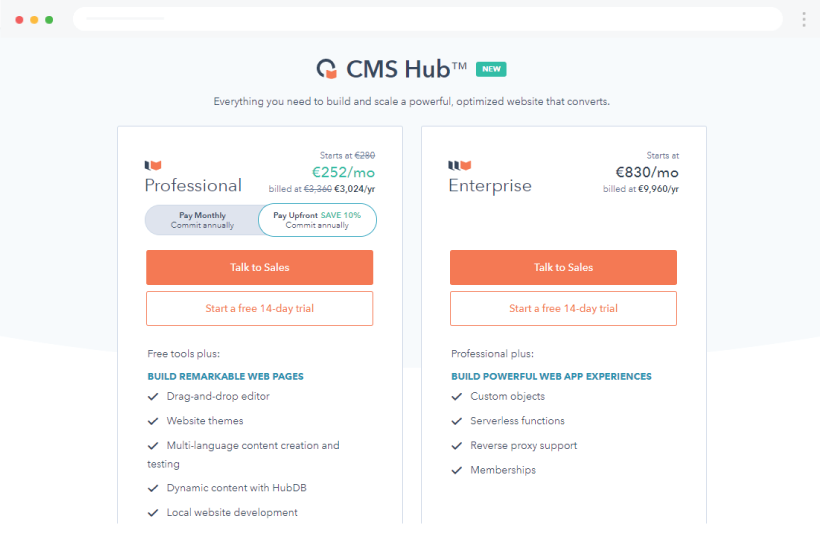 CMS Hub™ NEW
Everything you need to build and scale a powerful, optimized website that converts.
Starts at €280
€252/mo
Professional
billed at €3,360 €3,024/yr
Pay Monthly
Commit annually
Pay Upfront SAVE 10%
Commit annually
Talk to Sales
Start a free 14-day trial
Free tools plus:
BUILD REMARKABLE WEB PAGES
Drag-and-drop editor
Website themes
Multi-language content creation and
testing
Dynamic content with HubDB
Local website development
Starts at
€830/mo
Enterprise
billed at €9,960/yr
Talk to Sales
Start a free 14-day trial
Professional plus:
BUILD POWERFUL WEB APP EXPERIENCES
Custom objects
Serverless functions
Reverse proxy support
Memberships